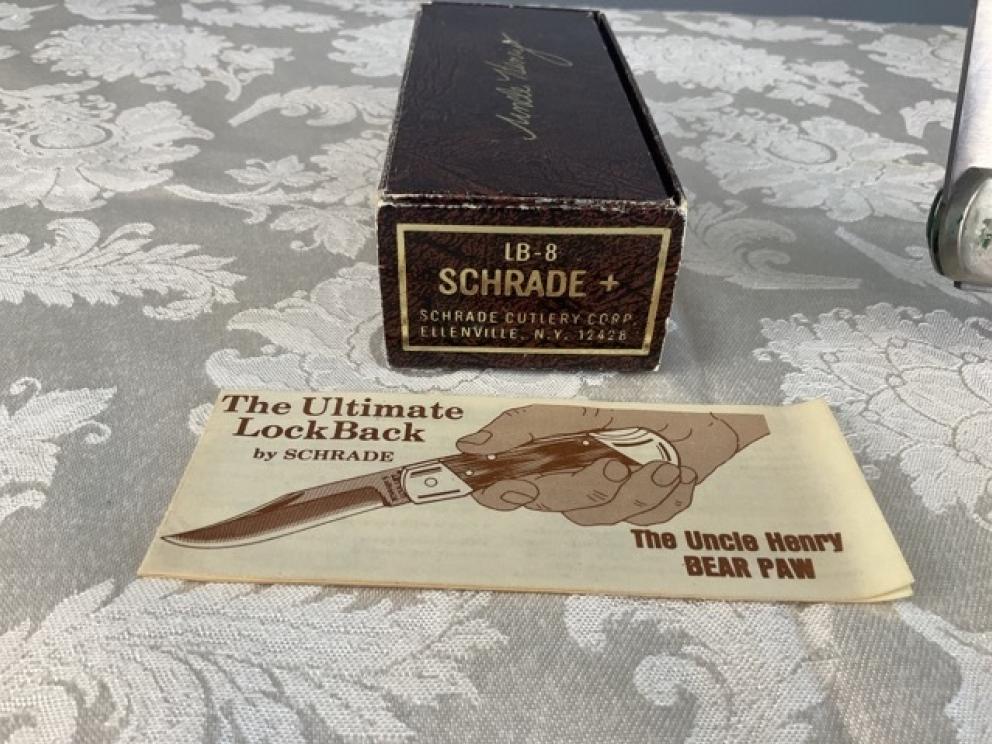 Uncle Henry
LB-8
SCHRADE +
SCHRADE CUTLERY CORP
ELLENVILLE, N.Y. 12428
The Ultimate
LockBack
by SCHRADE
The Uncle Henry
BEAR PAW